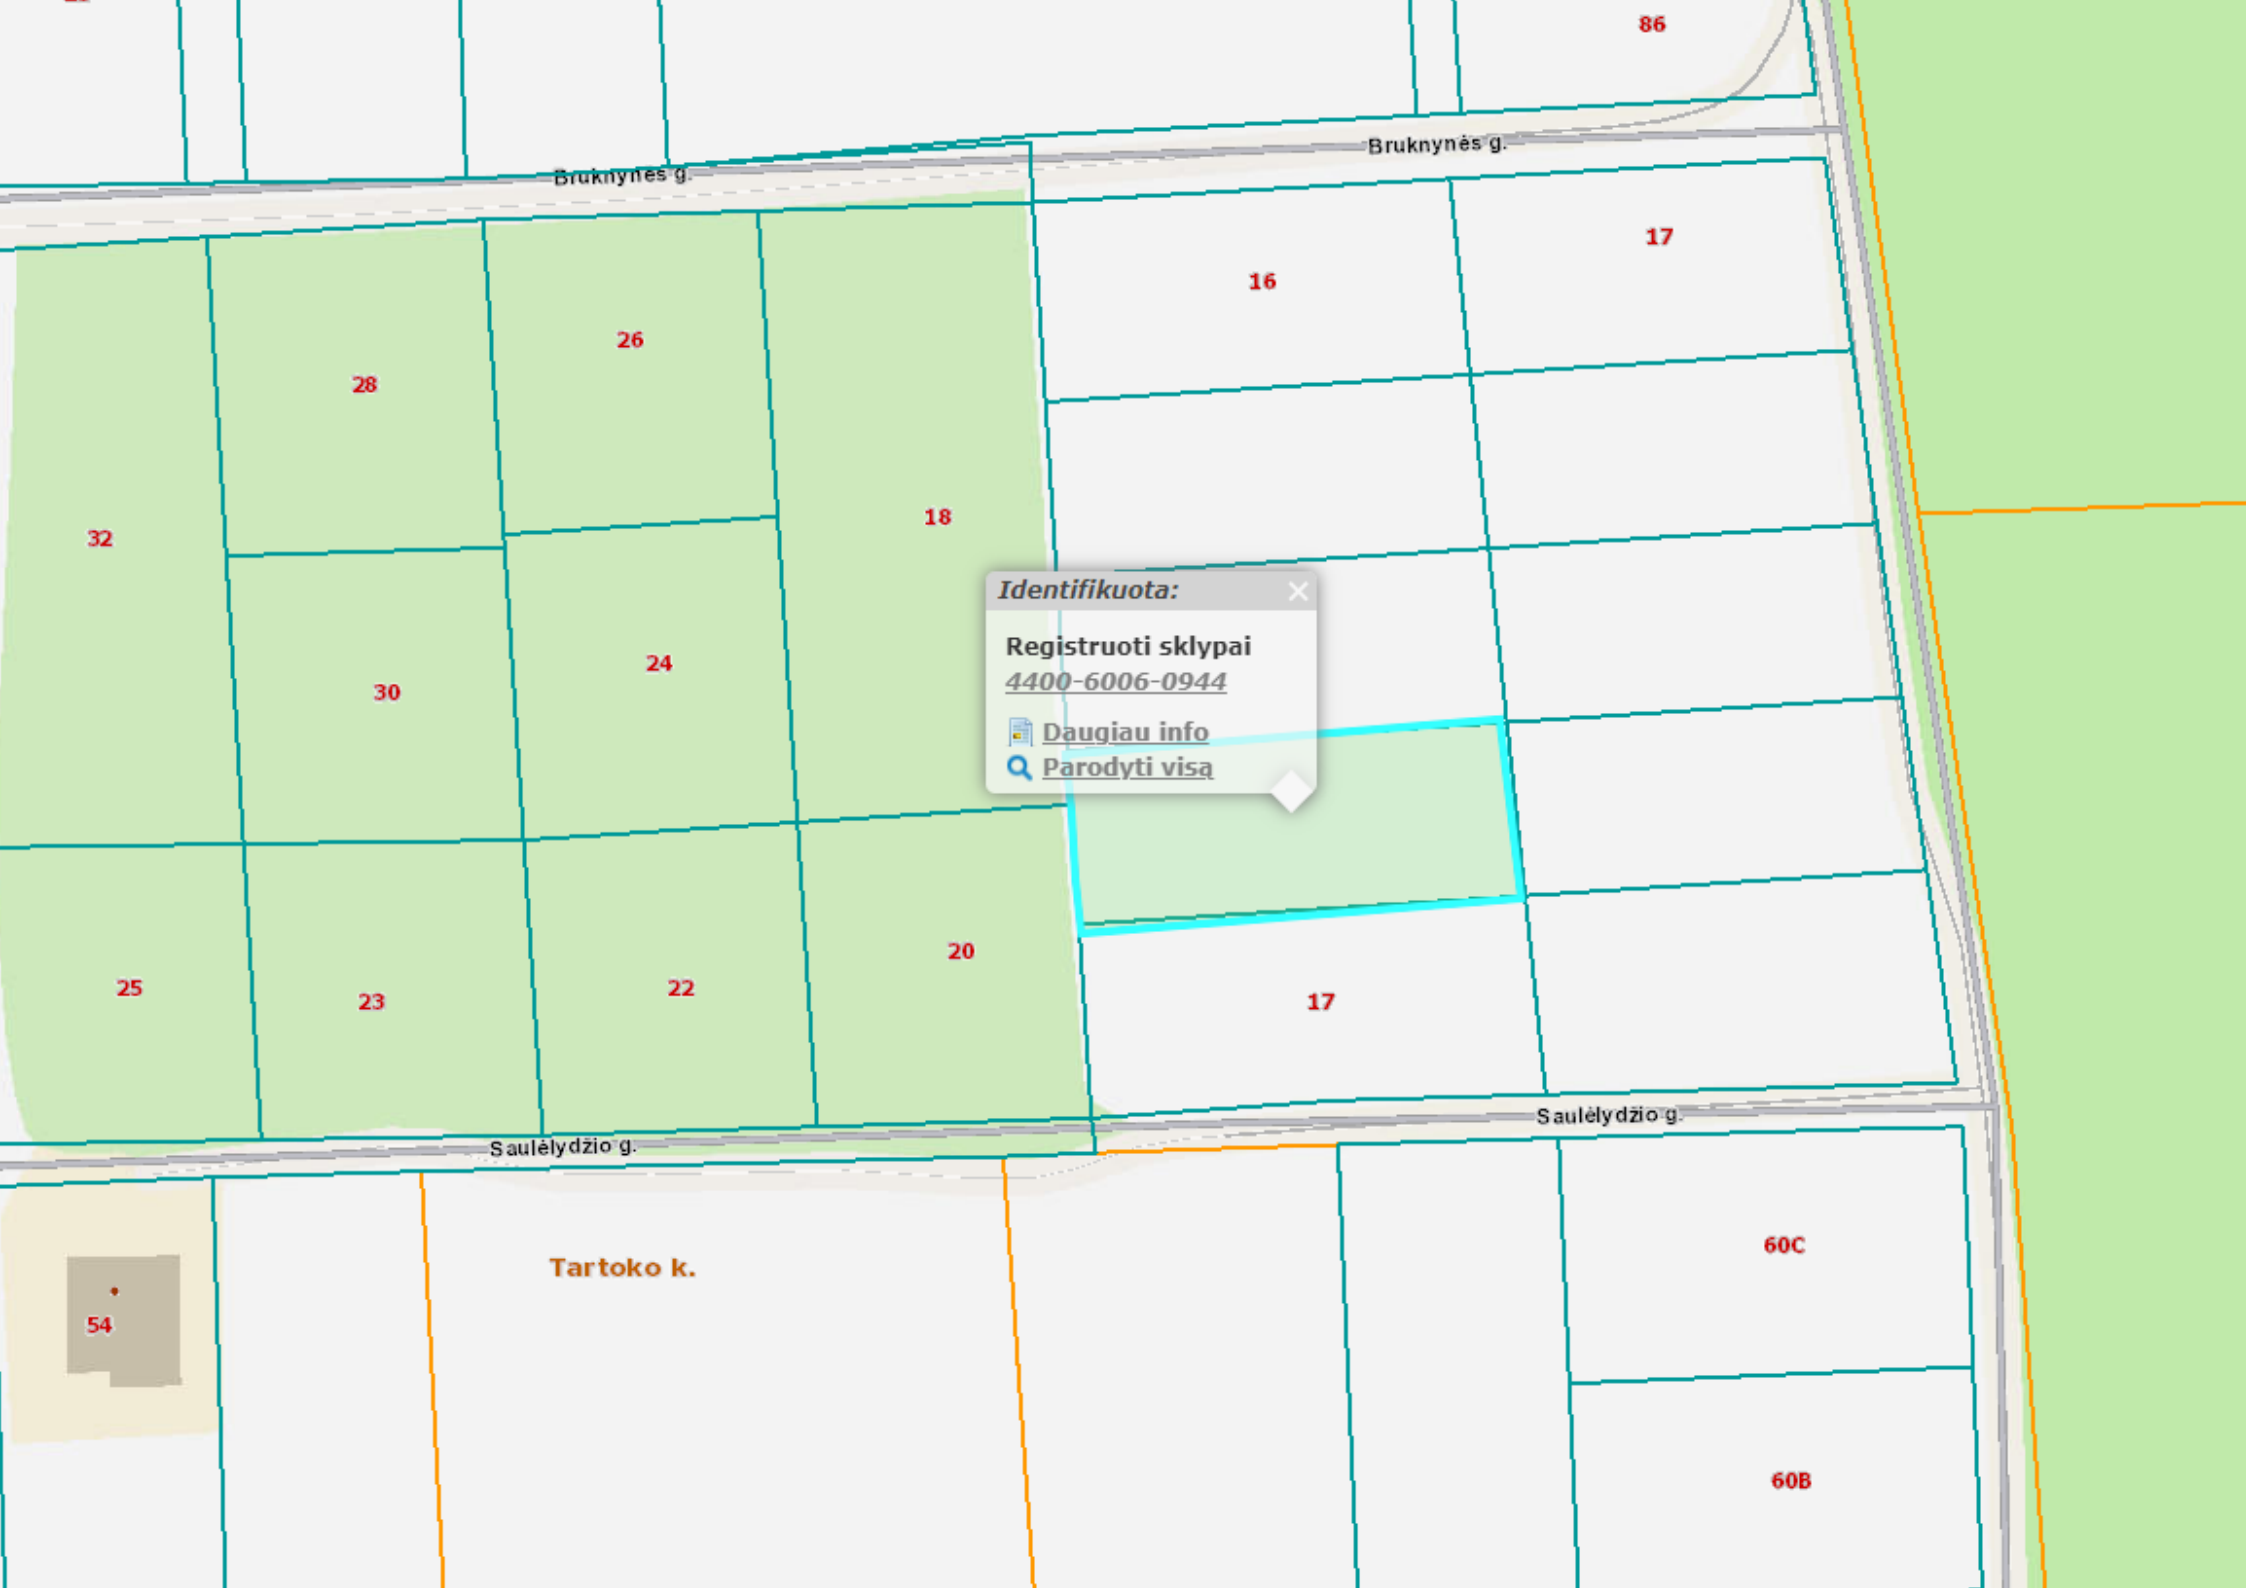 86
Bruknynės g.
Bruknynės g.
17
16
26
28
18
32
Identifikuota:
Registruoti sklypai
4400-6006-0944
Daugiau info
Parodyti visą
24
30
20
25
23
22
17
Saulėlydžio g.
Saulėlydžio g.
60C
Tartoko k.
54
60B